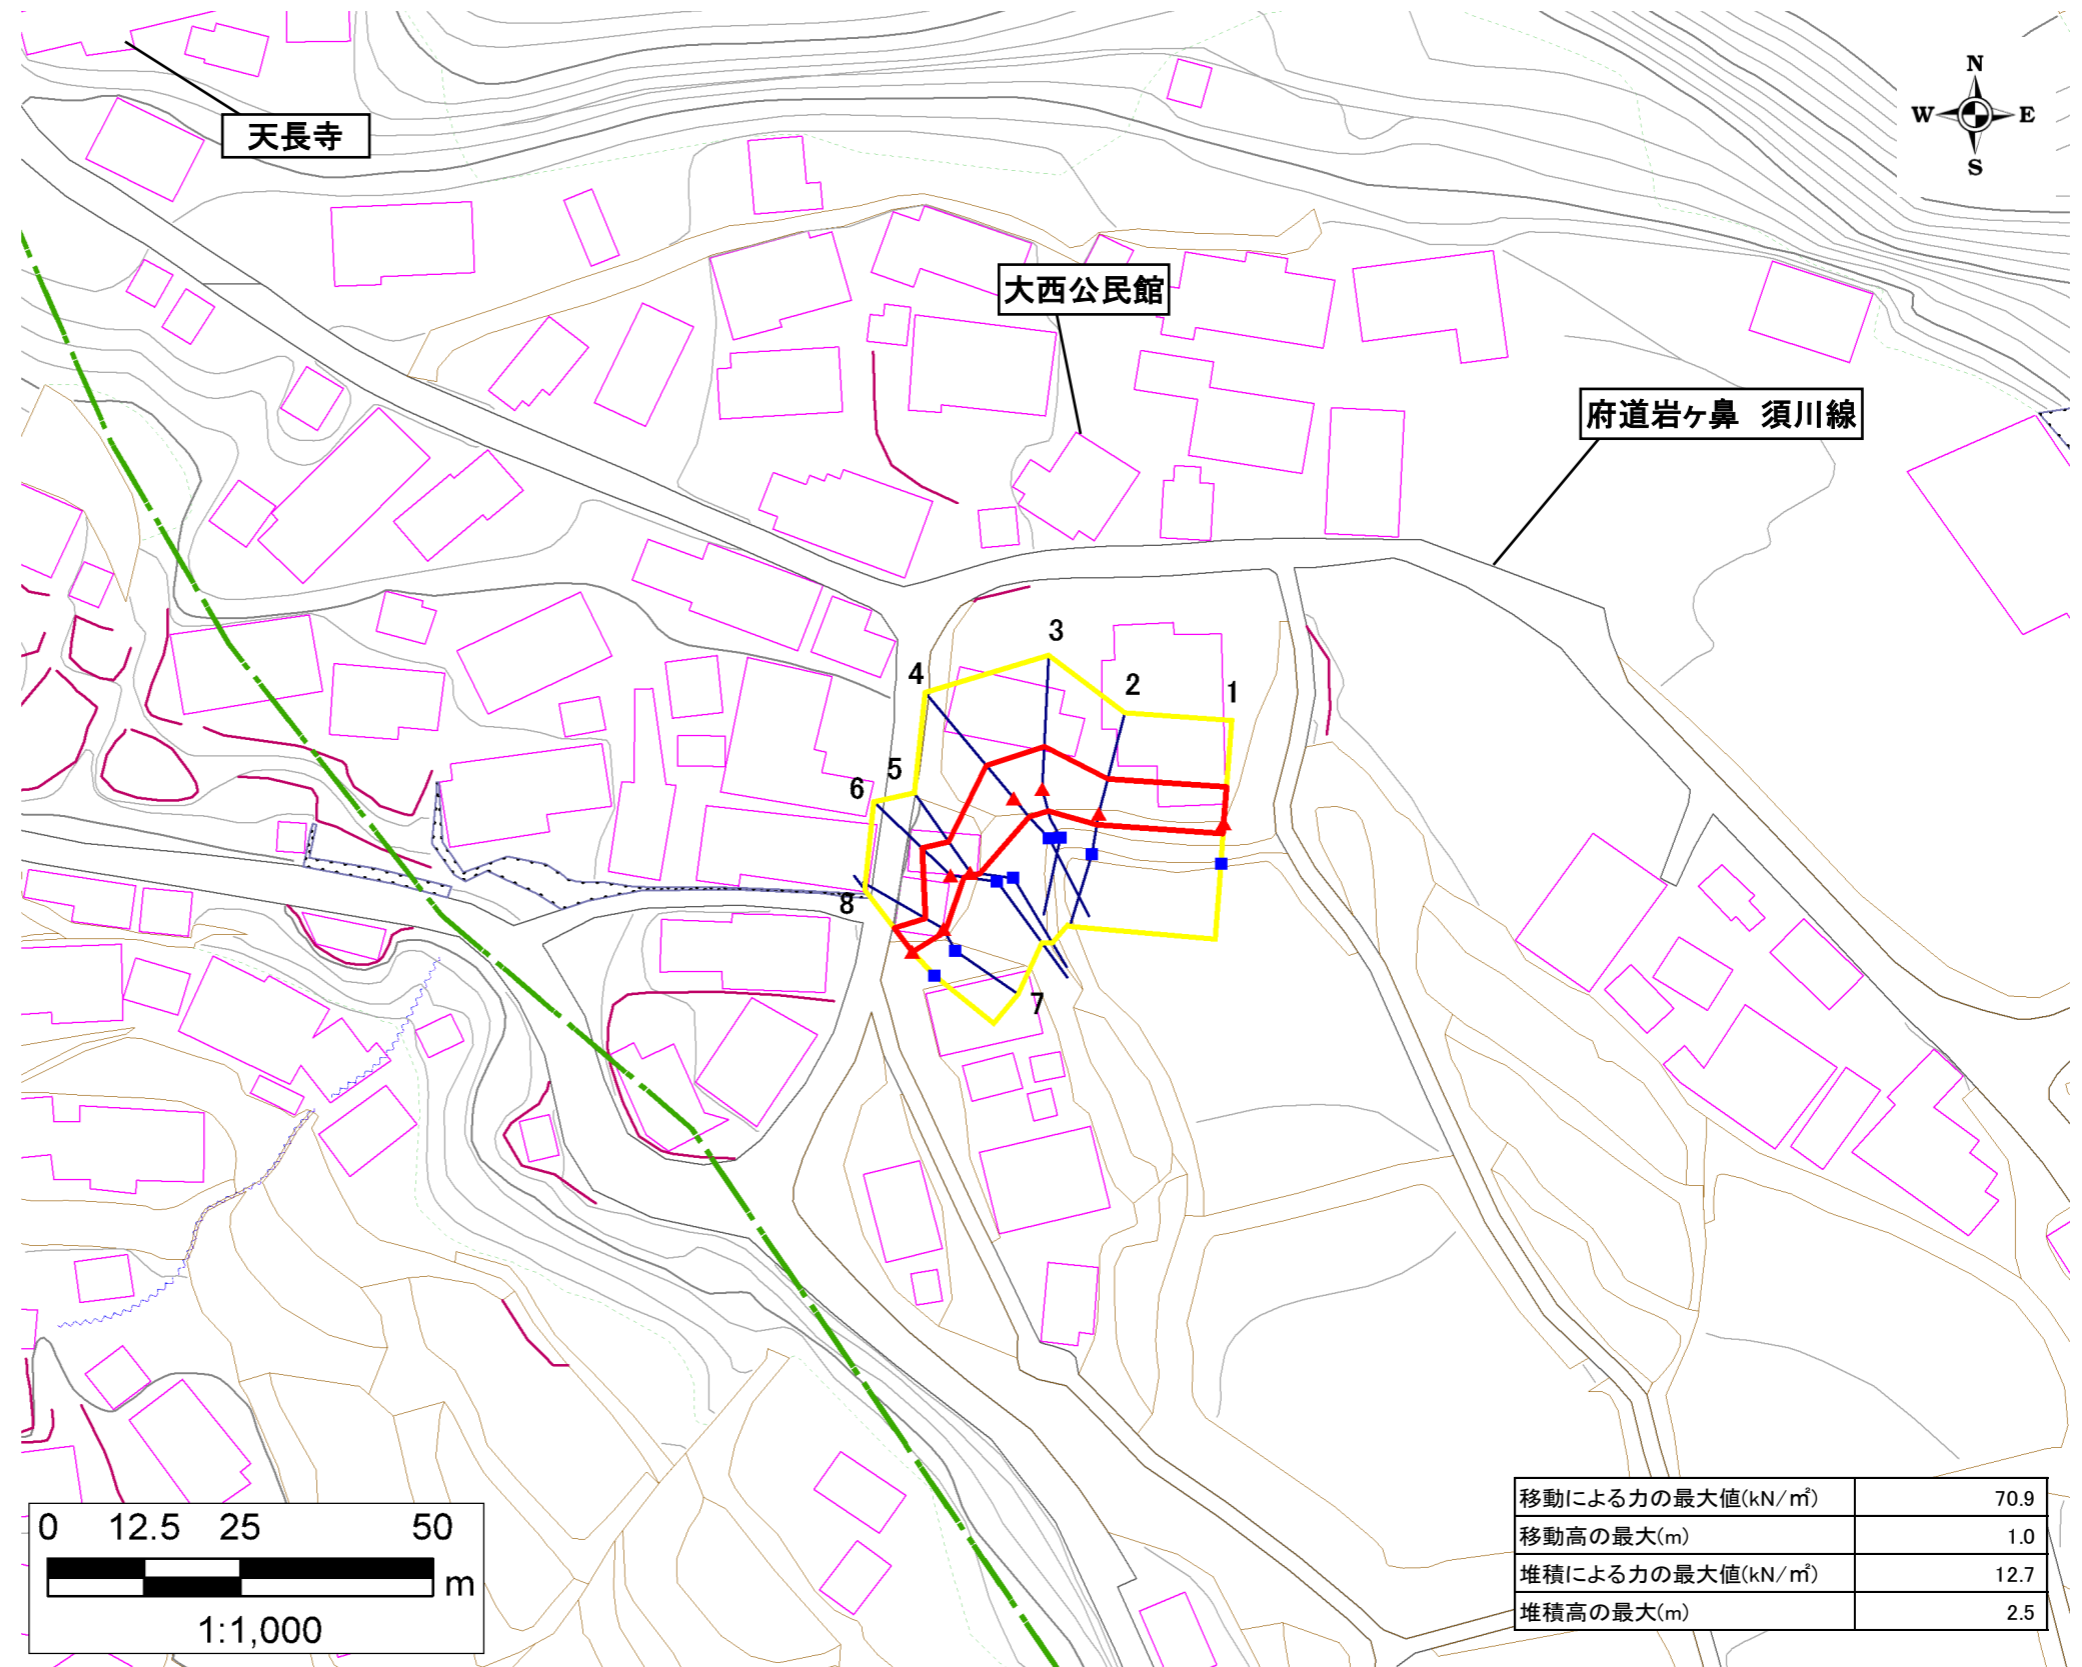 N
W E
S
天長寺
大西公民館
府道岩ヶ鼻　須川線
3
4
2
1
5
6
8
7
0 12.5 25 50
m
1:1,000
移動による力の最大値(kN/㎡) 70.9
移動高の最大(m) 1.0
堆積による力の最大値(kN/㎡) 12.7
堆積高の最大(m) 2.5